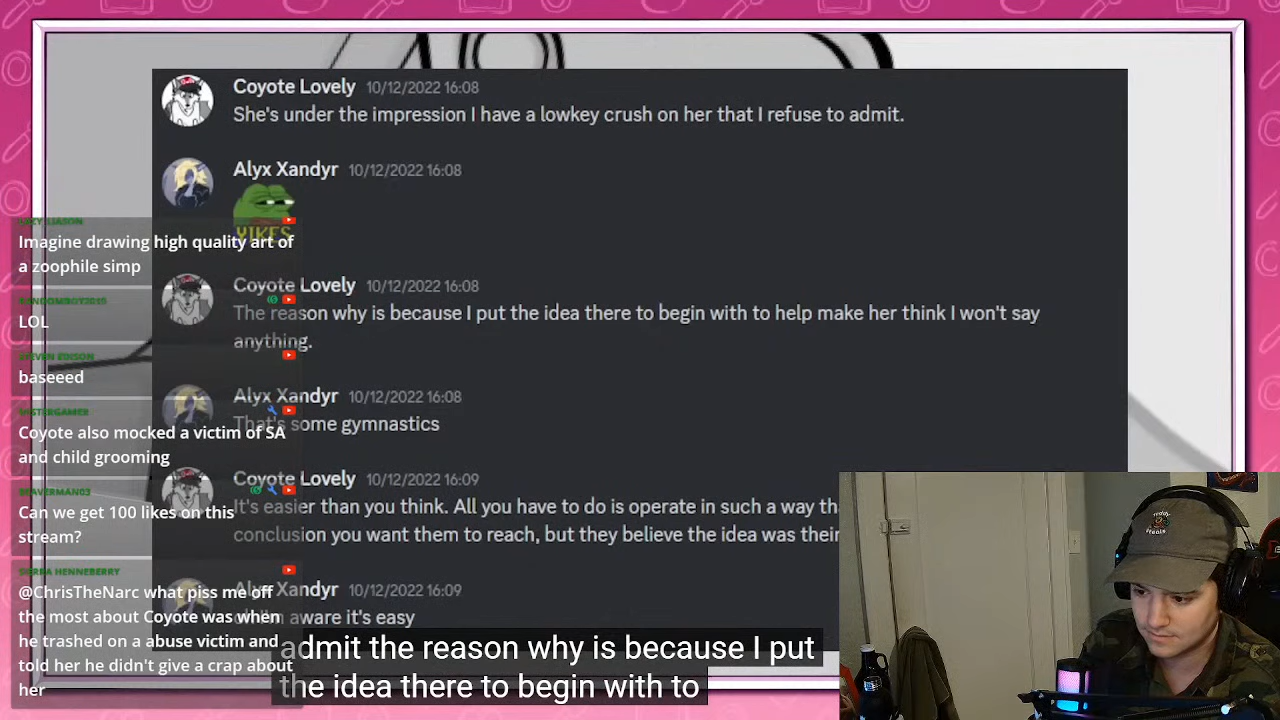 Coyote Lovely 10/12/2022 16:08
She's under the impression I have a lowkey crush on her that I refuse to admit.
Alyx Xandyr 10/12/2022 16:08
YIKES
Coyote Lovely 10/12/2022 16:08
The reason why is because I put the idea there to begin with to help make her think I won't say
anything.
Alyx Xandyr 10/12/2022 16:08
That's some gymnastics
Coyote Lovely 10/12/2022 16:09
It's easier than you think. All you have to do is operate in such a way
conclusion you want them to reach, but they believe the idea was their
Alyx Xandyr 10/12/2022 16:09
aware it's easy
Imagine drawing high quality art of
a zoophile simp
LOL
STEVEN EDISON
baseeed
MISTERGAMER
Coyote also mocked a victim of SA
and child grooming
BEAVERMAN03
Can we get 100 likes on this
stream?
SIERRA HENNEBERRY
@ChrisTheNarc what piss me off
the most about Coyote was when
he trashed on a abuse victim and
told her he didn't give a crap about
her
admit the reason why is because I put
the idea there to begin with to